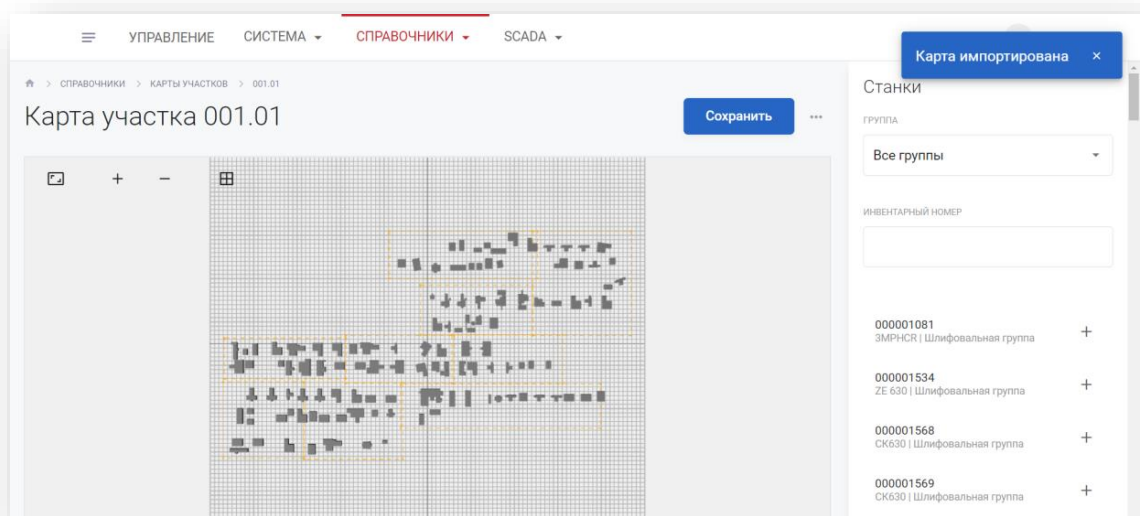 УПРАВЛЕНИЕ СИСТЕМА СПРАВОЧНИКИ SCADA
Карта импортирована ×
> СПРАВОЧНИКИ > КАРТЫ УЧАСТКОВ > 001.01
Карта участка 001.01
Сохранить
Станки
ГРУППА
Все группы
ИНВЕНТАРНЫЙ НОМЕР
000001081
3MPHCR | Шлифовальная группа
000001534
ZE 630 | Шлифовальная группа
000001568
СК630 | Шлифовальная группа
000001569
СК630 | Шлифовальная группа